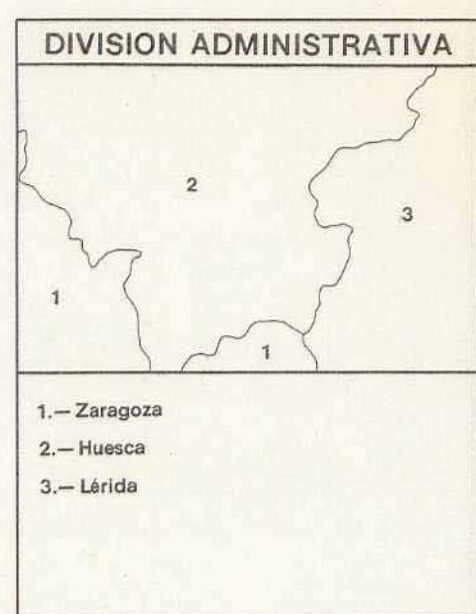 DIVISION ADMINISTRATIVA
2
3
1
1
1.— Zaragoza
2.— Huesca
3.— Lérida